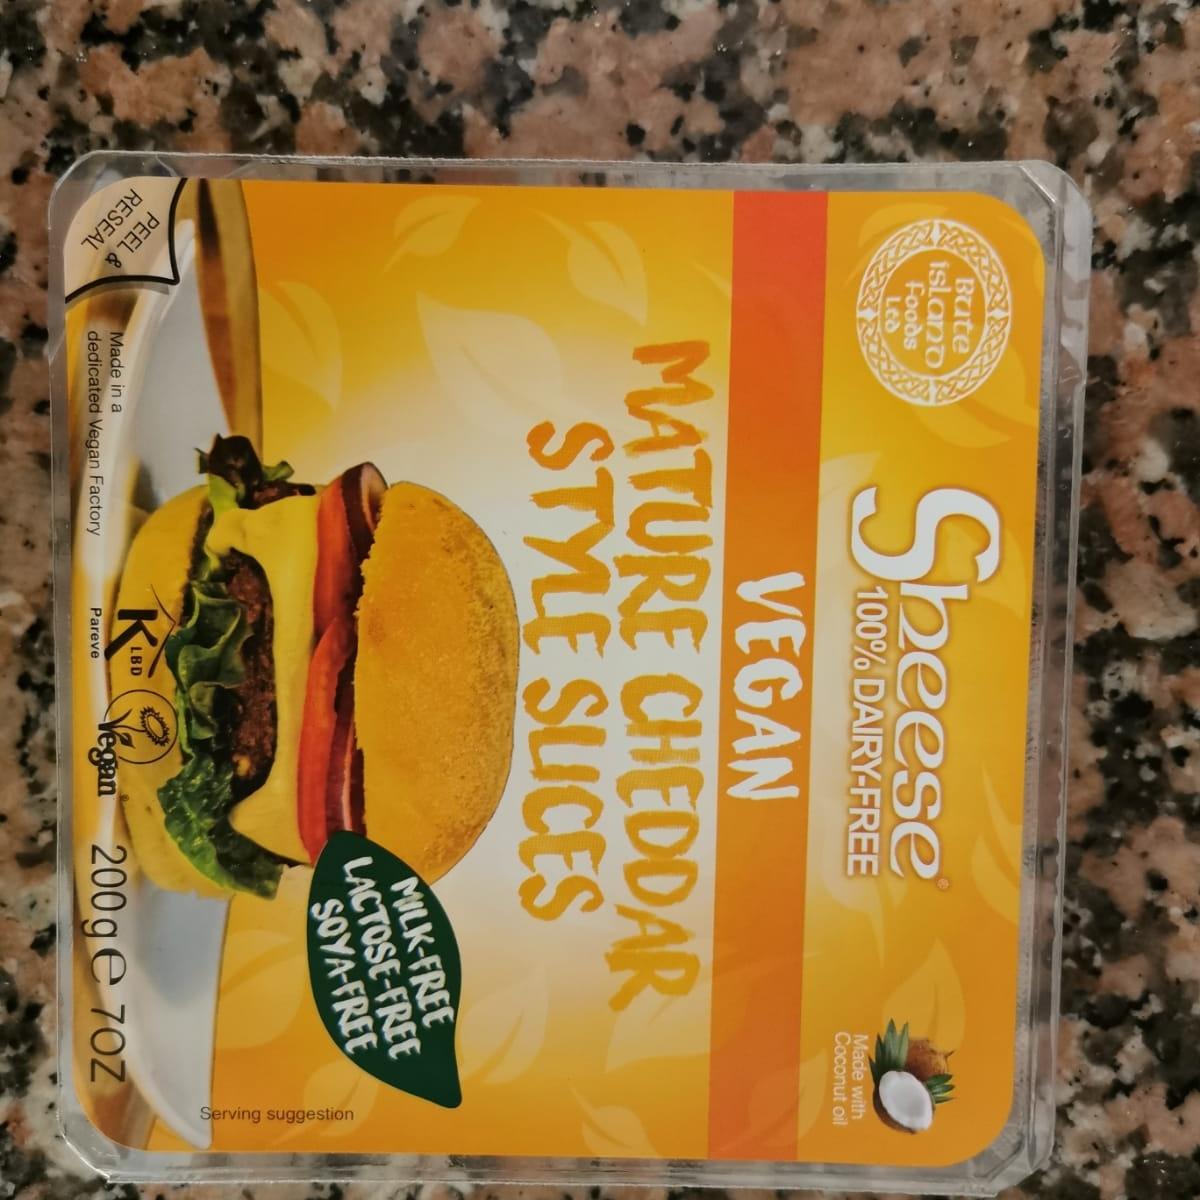 Bute
Island
Foods
Ltd
Sheese®
100% DAIRY-FREE
Made with
Coconut oil
VEGAN
MATURE CHEDDAR
STYLE SLICES
MILK-FREE
LACTOSE-FREE
SOYA-FREE
Serving suggestion
PEEL &
RESEAL
Made in a
dedicated Vegan Factory
KLBD
Pareve
Vegan®
200g e 7OZ